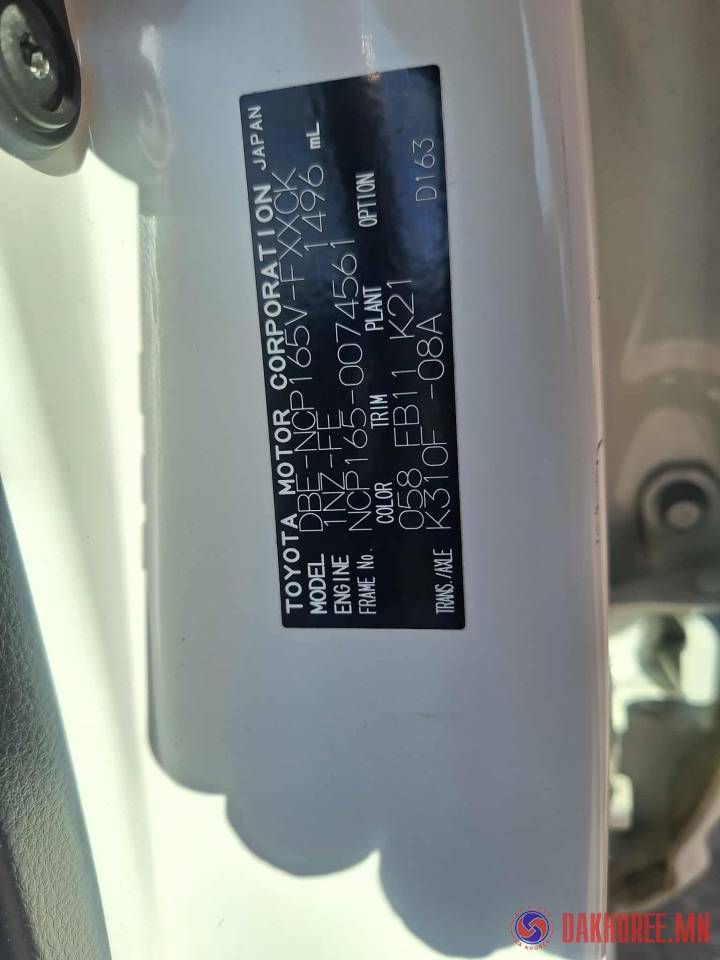 TOYOTA MOTOR CORPORATION JAPAN
MODEL DBE-NCP165V-FXXCK
ENGINE 1NZ-FE 1496 mL
FRAME No. NCP165-0074561
COLOR TRIM PLANT OPTION
058 FB11 K21
TRANS./AXLE K310F -08A D163
DAKHUREE.MN